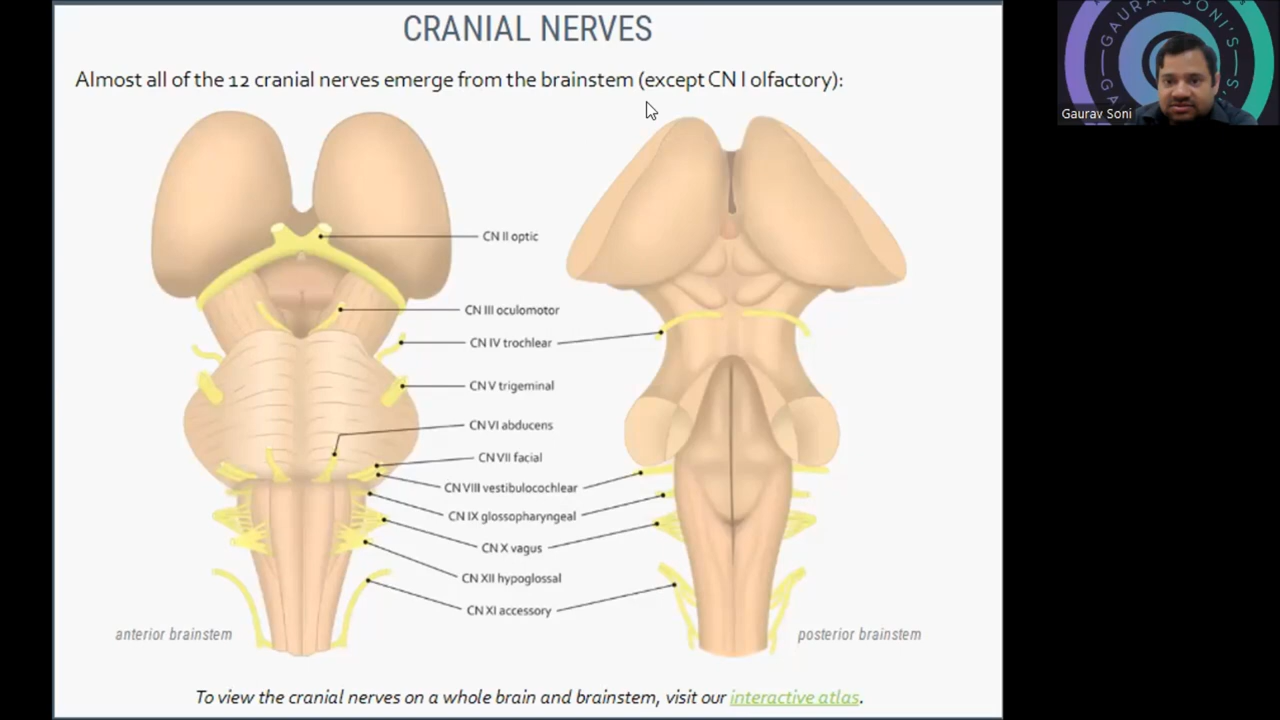 CRANIAL NERVES
Almost all of the 12 cranial nerves emerge from the brainstem (except CN I olfactory):
CN II optic
CN III oculomotor
CN IV trochlear
CN V trigeminal
CN VI abducens
CN VII facial
CN VIII vestibulocochlear
CN IX glossopharyngeal
CN X vagus
CN XII hypoglossal
CN XI accessory
anterior brainstem
posterior brainstem
To view the cranial nerves on a whole brain and brainstem, visit our interactive atlas.
GAURAV SONI'S
Gaurav Soni